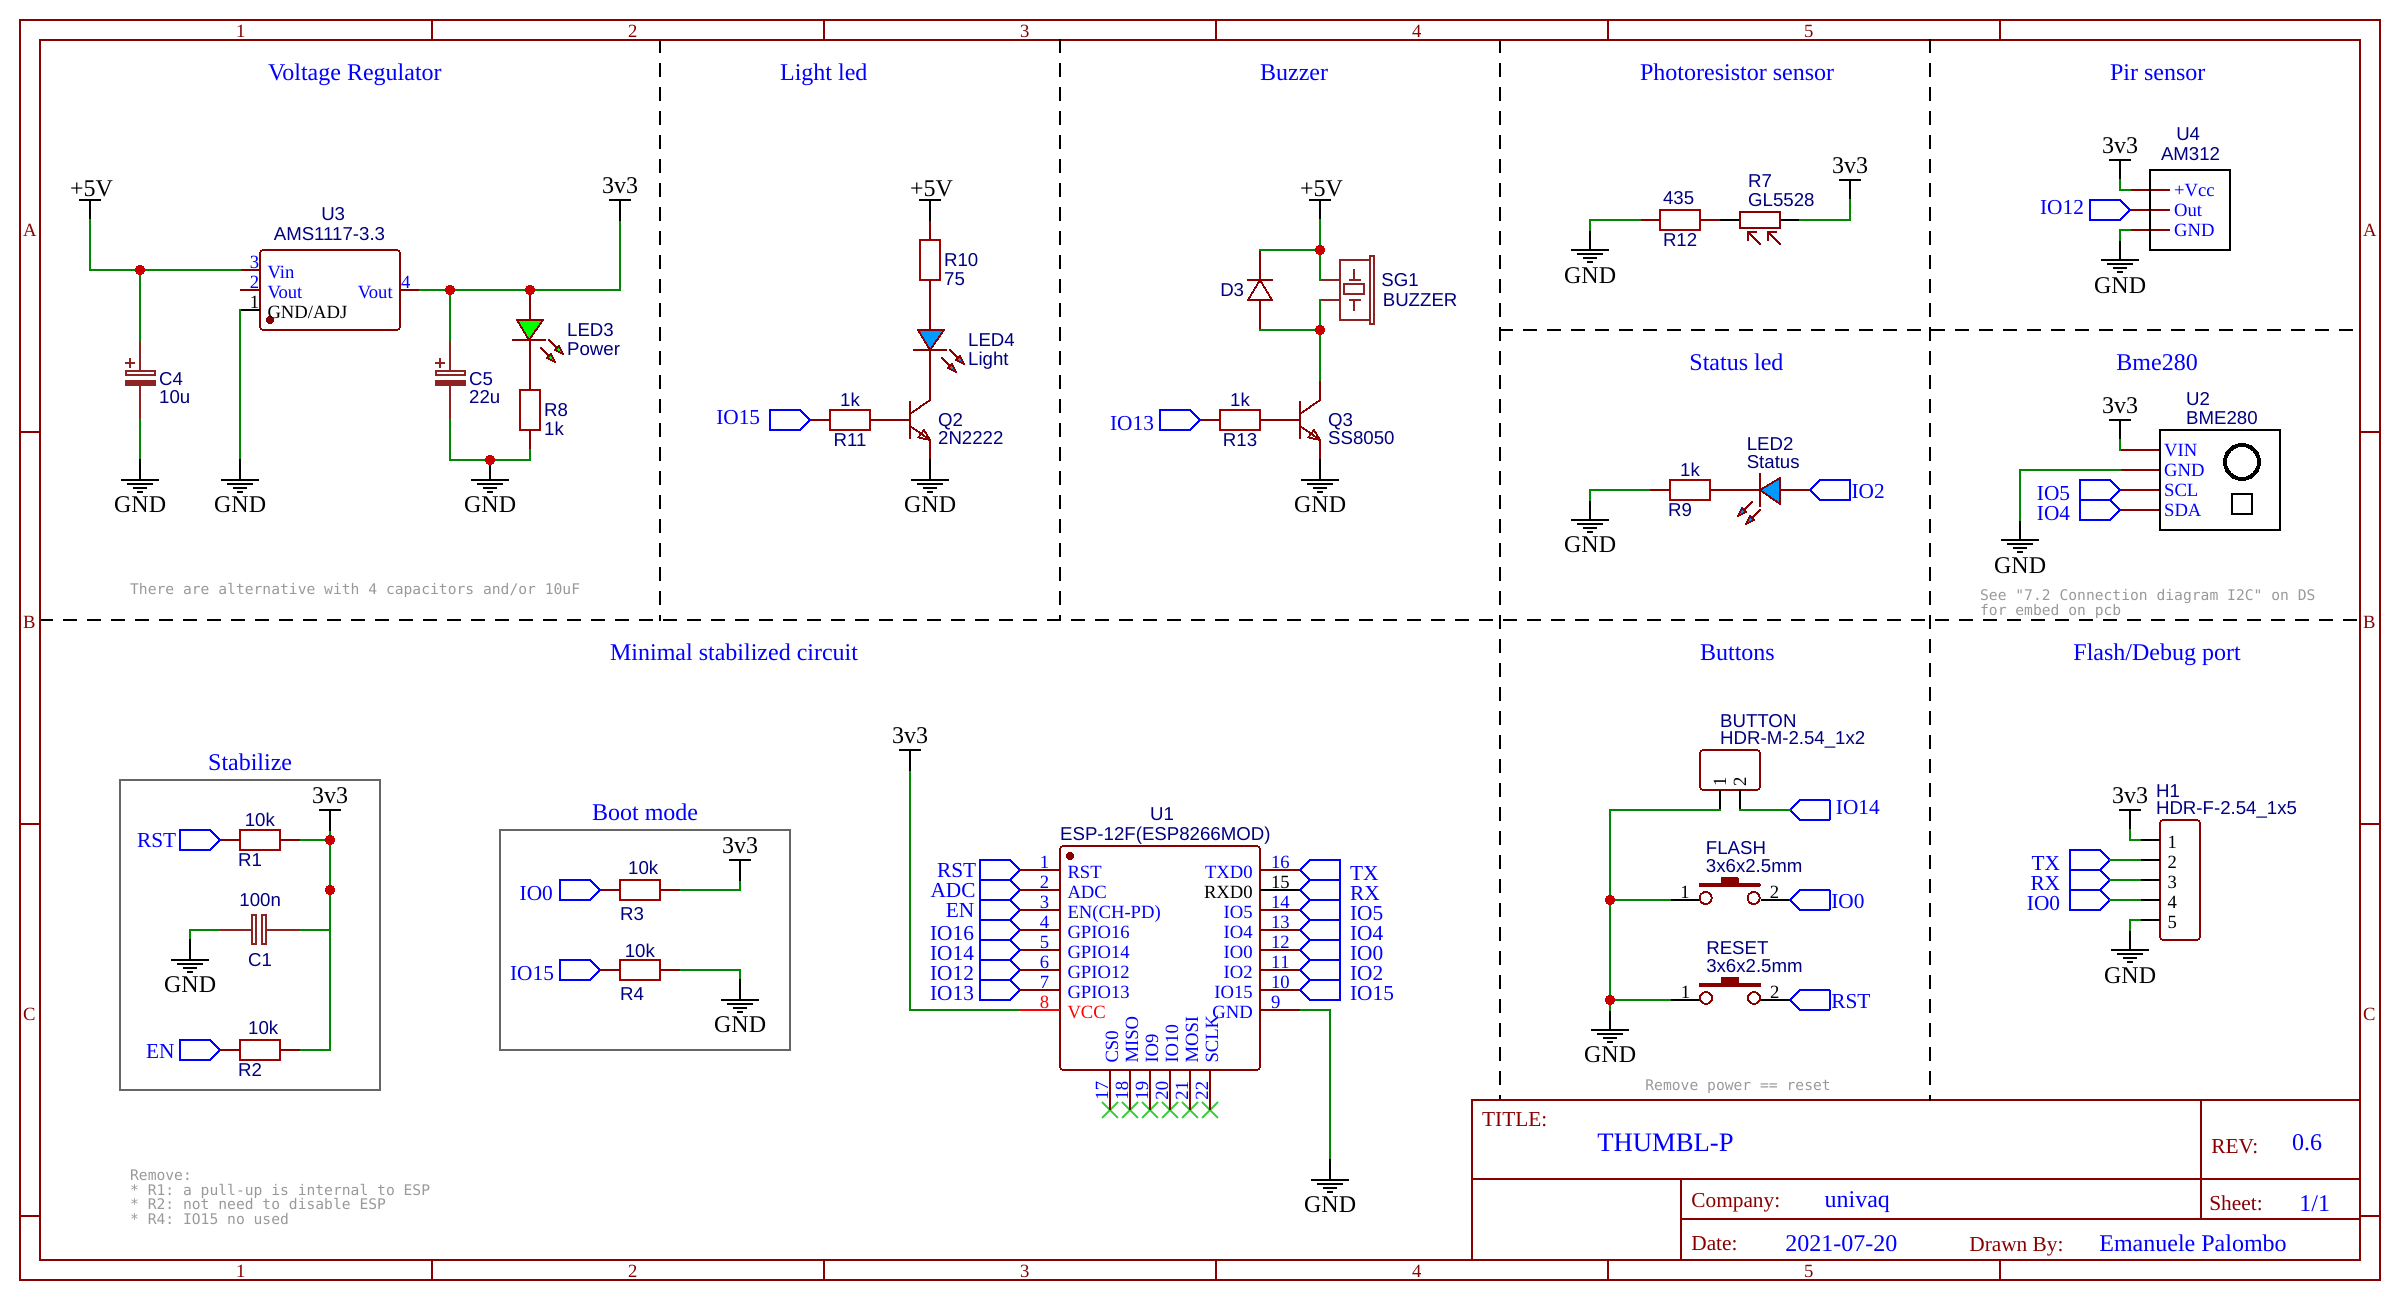 1 2 3 4 5
Voltage Regulator
Light led
Buzzer
Photoresistor sensor
Pir sensor
A
A
+5V
U3
AMS1117-3.3
3 Vin
2 Vout
1 GND/ADJ
Vout 4
3v3
C4
10u
C5
22u
LED3
Power
R8
1k
GND
GND
GND
There are alternative with 4 capacitors and/or 10uF
+5V
R10
75
LED4
Light
IO15
1k
R11
Q2
2N2222
GND
+5V
D3
SG1
BUZZER
IO13
1k
R13
Q3
SS8050
GND
435
R12
R7
GL5528
3v3
GND
U4
AM312
3v3
+Vcc
IO12
Out
GND
GND
Status led
1k
R9
LED2
Status
IO2
GND
Bme280
U2
BME280
3v3
VIN
GND
IO5
SCL
IO4
SDA
GND
See "7.2 Connection diagram I2C" on DS
for embed on pcb
B
B
Minimal stabilized circuit
Stabilize
3v3
RST
10k
R1
100n
C1
GND
EN
10k
R2
Boot mode
3v3
IO0
10k
R3
IO15
10k
R4
GND
3v3
U1
ESP-12F(ESP8266MOD)
RST 1 RST TXD0 16 TX
ADC 2 ADC RXD0 15 RX
EN 3 EN(CH-PD) IO5 14 IO5
IO16 4 GPIO16 IO4 13 IO4
IO14 5 GPIO14 IO0 12 IO0
IO12 6 GPIO12 IO2 11 IO2
IO13 7 GPIO13 IO15 10 IO15
8 VCC GND 9
CS0 MISO IO9 IO10 MOSI SCLK
17 18 19 20 21 22
GND
Remove:
* R1: a pull-up is internal to ESP
* R2: not need to disable ESP
* R4: IO15 no used
Buttons
BUTTON
HDR-M-2.54_1x2
1 2
IO14
FLASH
3x6x2.5mm
1 2 IO0
RESET
3x6x2.5mm
1 2 RST
GND
Remove power == reset
Flash/Debug port
3v3
H1
HDR-F-2.54_1x5
1
TX 2
RX 3
IO0 4
5
GND
C
C
TITLE:
THUMBL-P
REV: 0.6
Company: univaq
Sheet: 1/1
Date: 2021-07-20
Drawn By: Emanuele Palombo
1 2 3 4 5